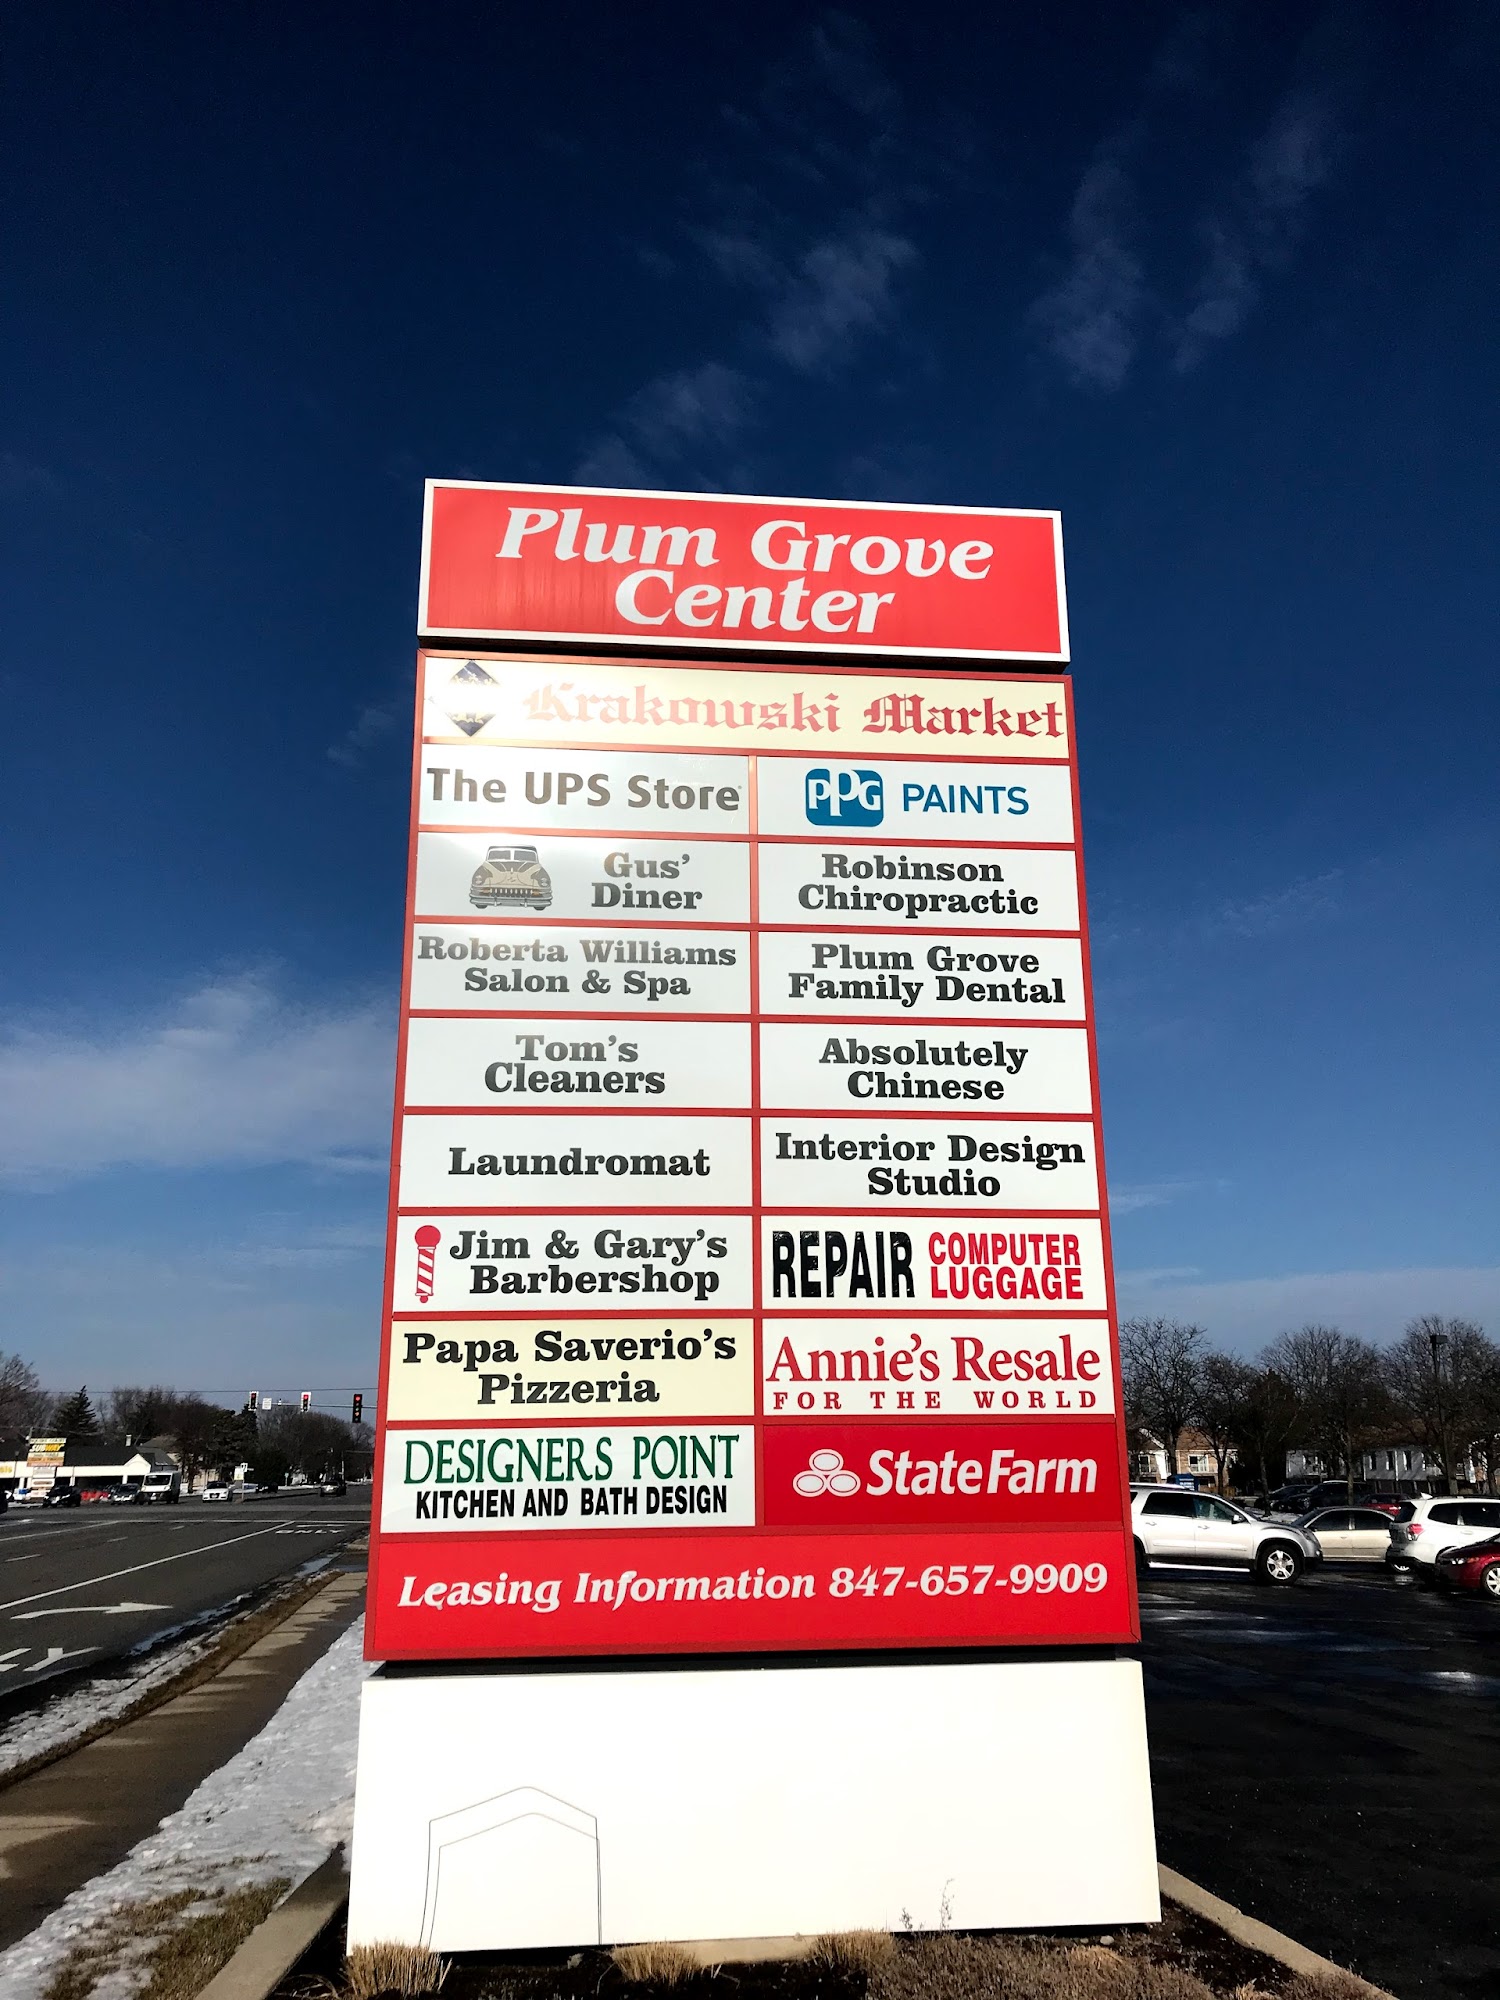 Plum Grove
Center
Krakowski Market
The UPS Store
PPG PAINTS
Gus'
Diner
Robinson
Chiropractic
Roberta Williams
Salon & Spa
Plum Grove
Family Dental
Tom's
Cleaners
Absolutely
Chinese
Laundromat
Interior Design
Studio
Jim & Gary's
Barbershop
REPAIR COMPUTER
LUGGAGE
Papa Saverio's
Pizzeria
Annie's Resale
FOR THE WORLD
DESIGNERS POINT
KITCHEN AND BATH DESIGN
State Farm
Leasing Information 847-657-9909
SUBWAY
ONLY